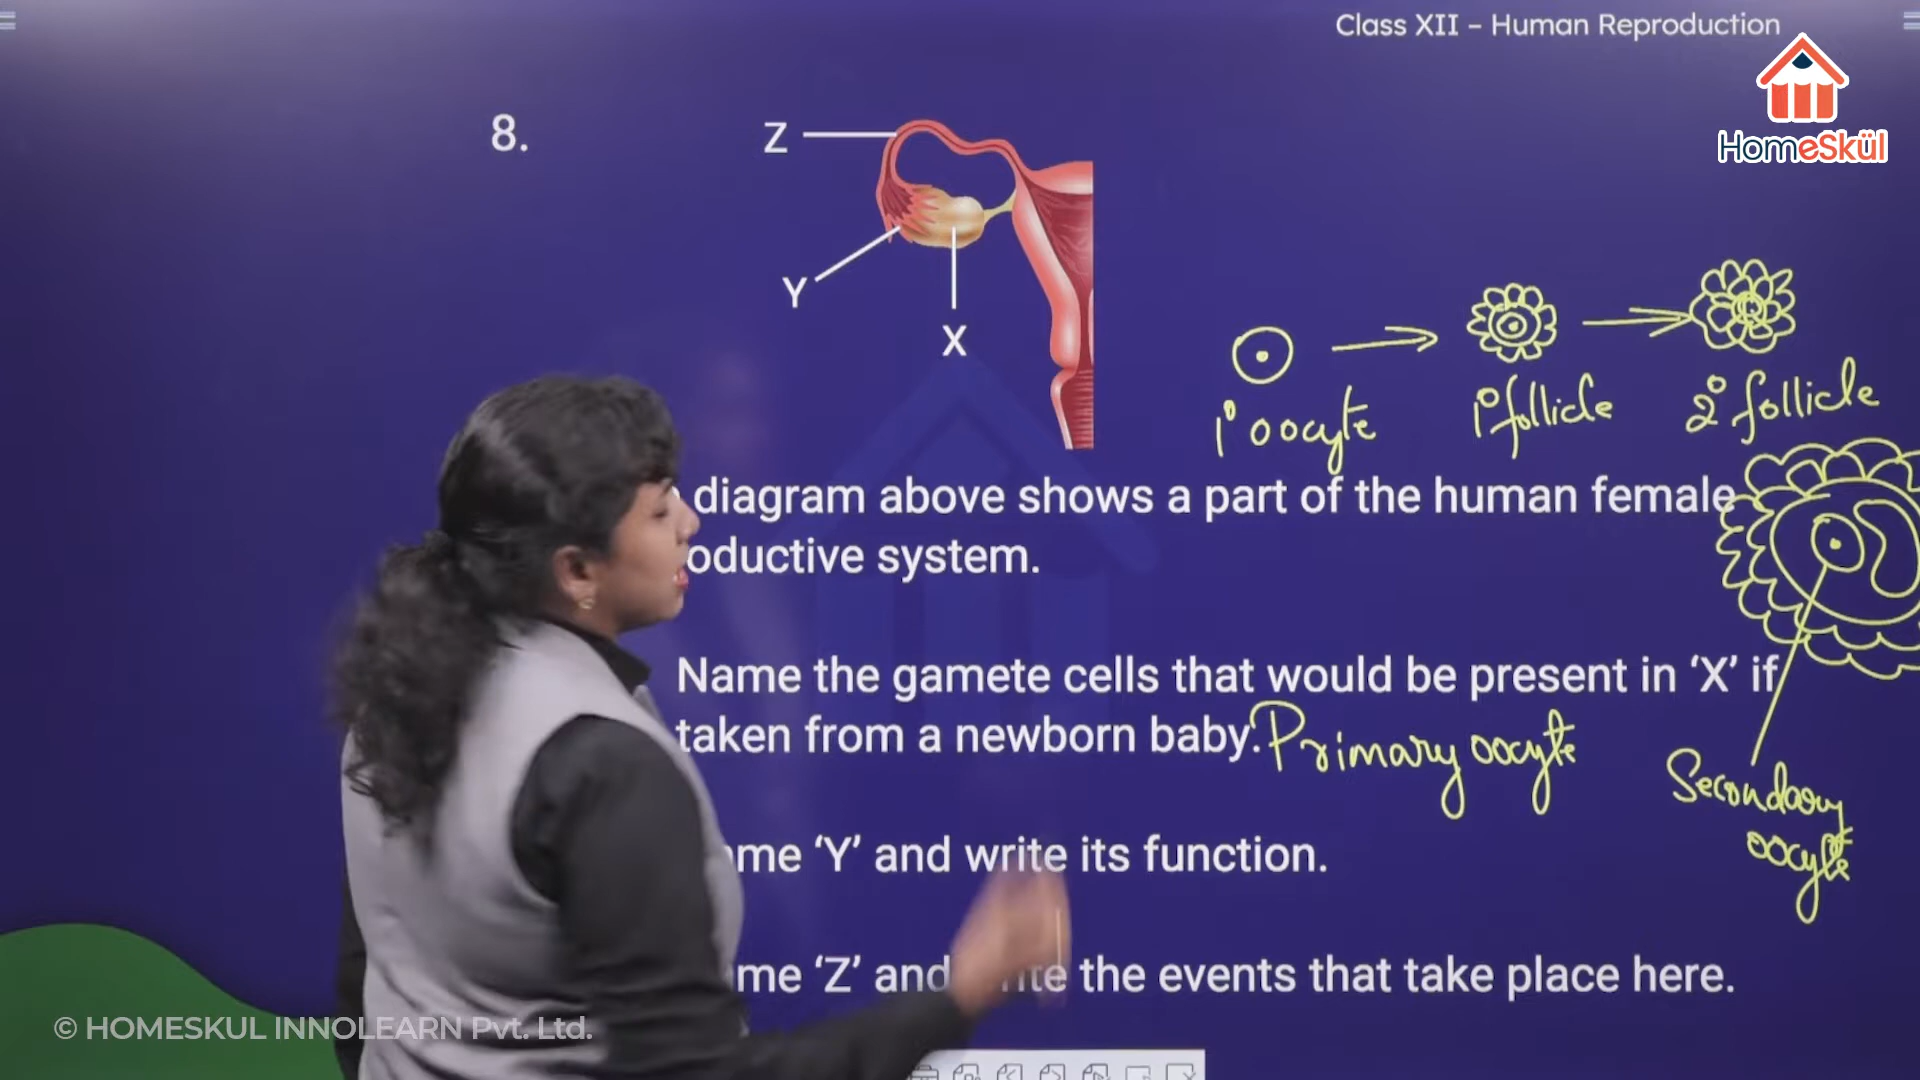 Class XII – Human Reproduction
HomeSkül
8.
Z
Y
X
1° oocyte
1° follicle
2° follicle
diagram above shows a part of the human female
oductive system.
Name the gamete cells that would be present in ‘X’ if
taken from a newborn baby.
Primary oocyte
Secondary
oocyte
me ‘Y’ and write its function.
me ‘Z’ and the events that take place here.
© HOMESKUL INNOLEARN Pvt. Ltd.